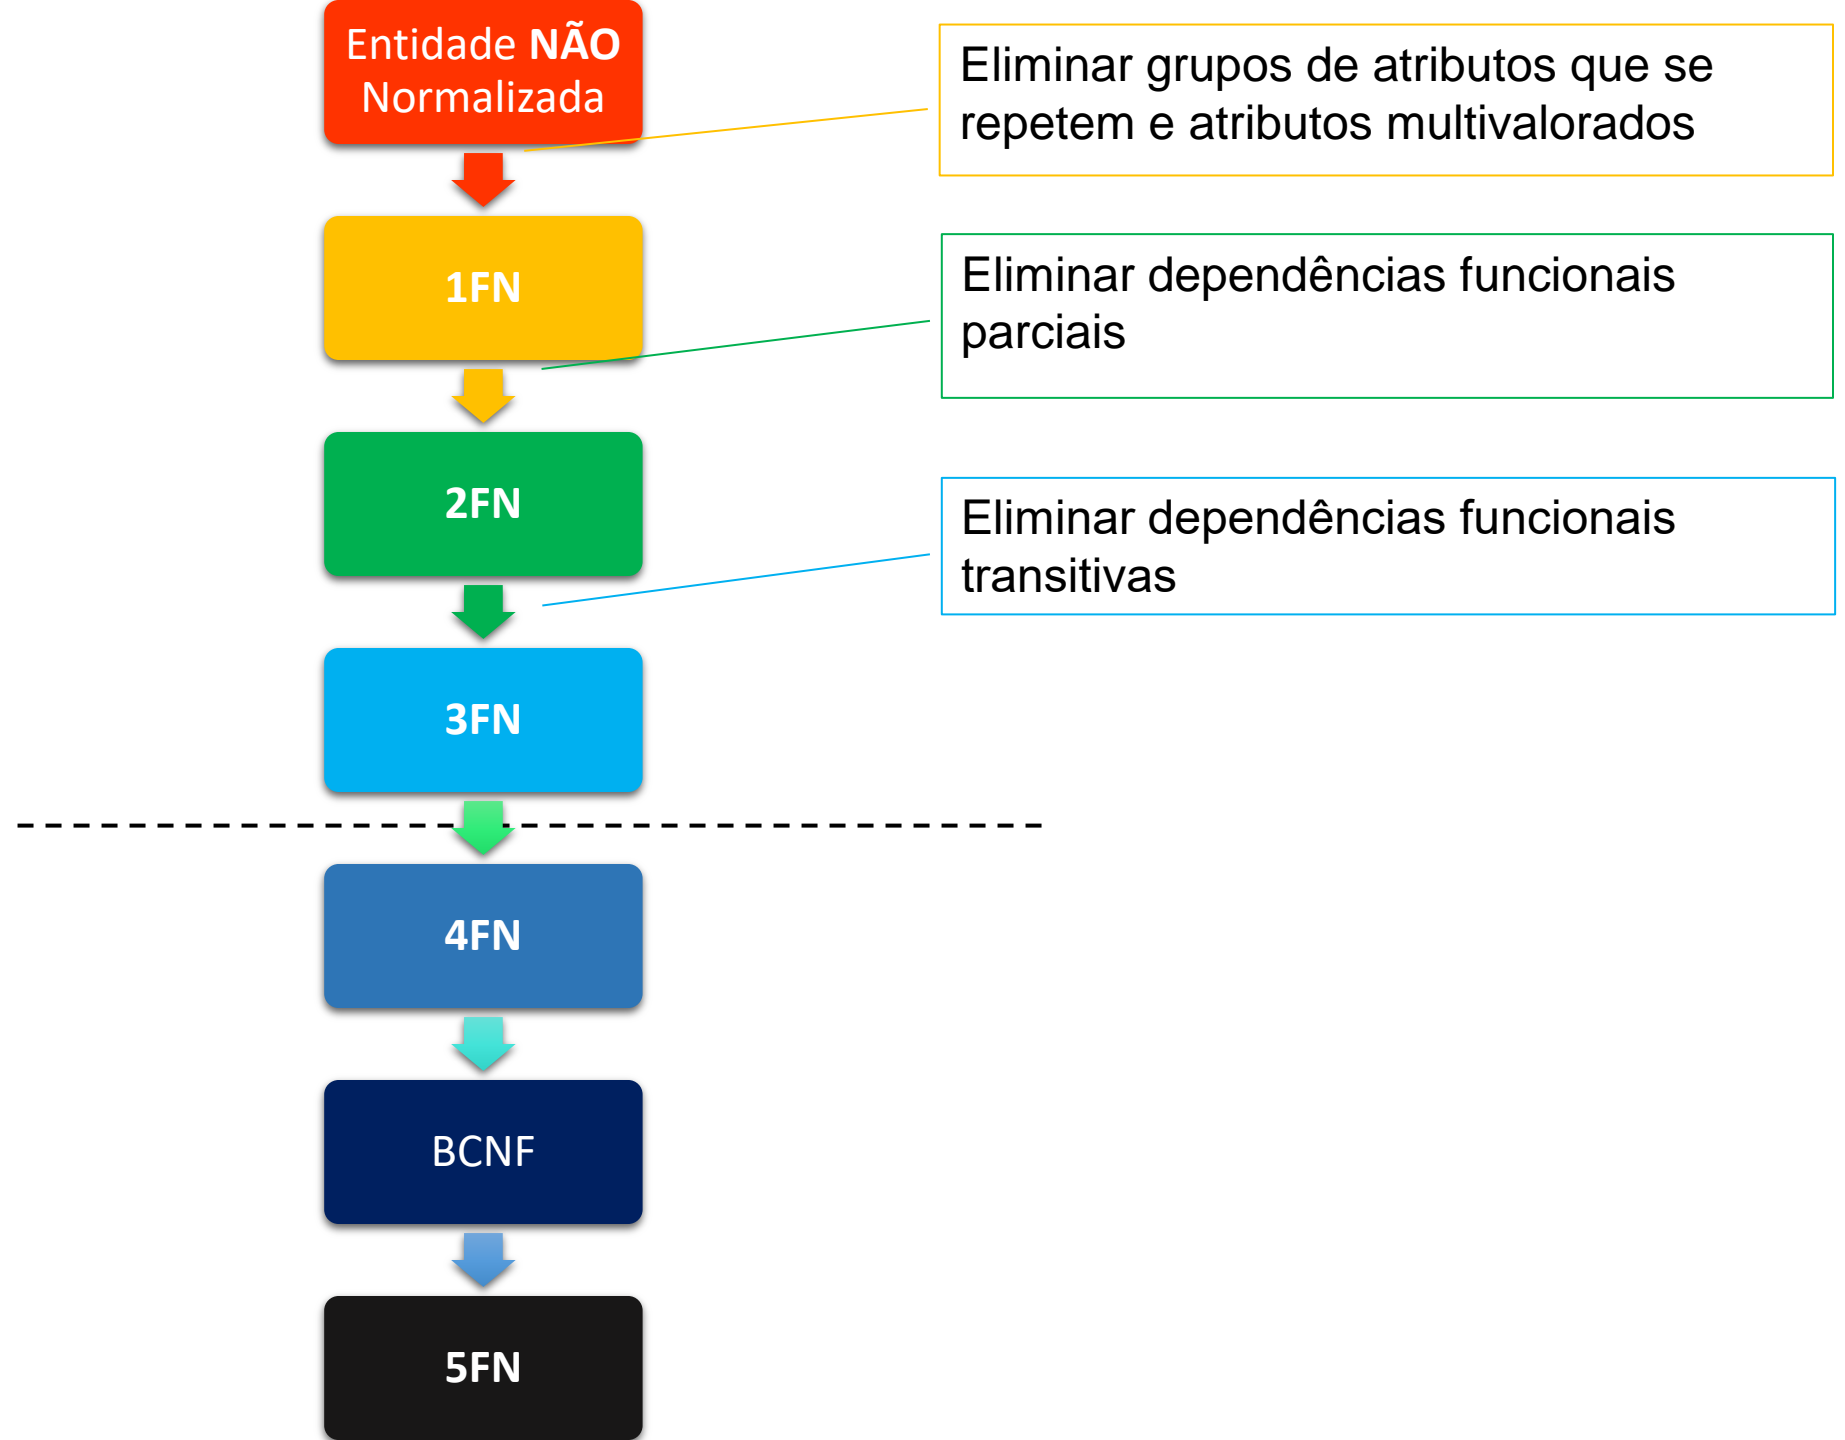 Entidade NÃO
Normalizada
Eliminar grupos de atributos que se
repetem e atributos multivalorados
1FN
Eliminar dependências funcionais
parciais
2FN
Eliminar dependências funcionais
transitivas
3FN
4FN
BCNF
5FN